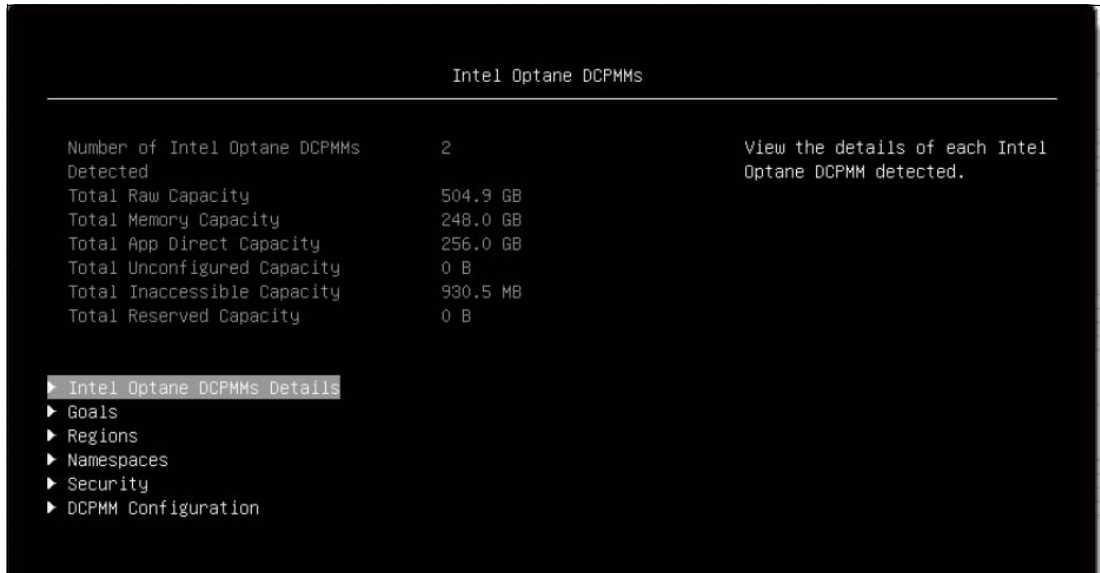 Intel Optane DCPMMs
Number of Intel Optane DCPMMs 2
Detected
Total Raw Capacity 504.9 GB
Total Memory Capacity 248.0 GB
Total App Direct Capacity 256.0 GB
Total Unconfigured Capacity 0 B
Total Inaccessible Capacity 930.5 MB
Total Reserved Capacity 0 B
View the details of each Intel
Optane DCPMM detected.
Intel Optane DCPMMs Details
Goals
Regions
Namespaces
Security
DCPMM Configuration